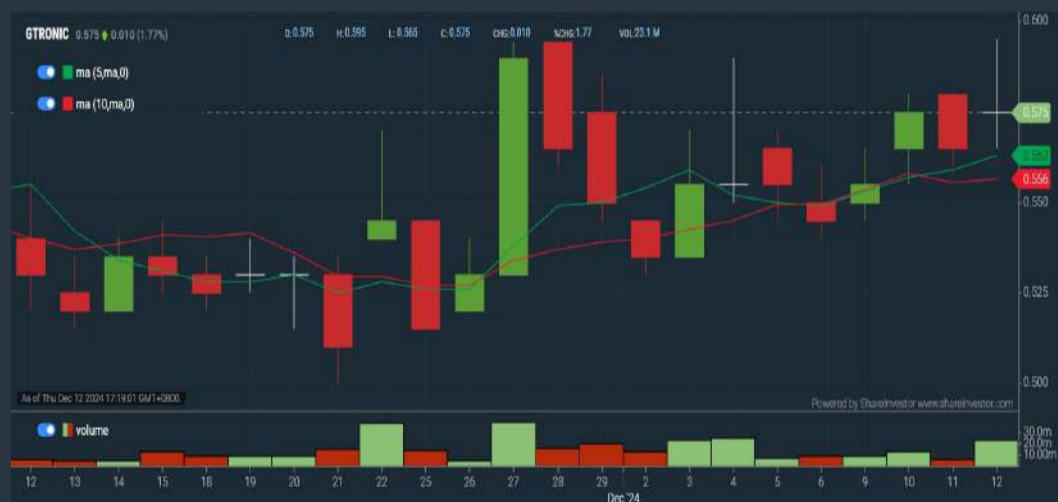 GTRONIC 0.575 0.010 (1.77%) O:0.575 H:0.595 L:0.565 C:0.575 CHG:0.010 %CHG:1.77 VOL:23.1 M
ma (5,ma,0)
ma (10,ma,0)
0.600
0.575
0.563
0.556
0.550
0.525
0.500
As of Thu Dec 12 2024 17:19:01 GMT+0800.
Powered by ShareInvestor www.shareinvestor.com
volume
30.0m
20.0m
10.00m
12 13 14 15 18 19 20 21 22 25 26 27 28 29 2 3 4 5 6 9 10 11 12
Dec '24